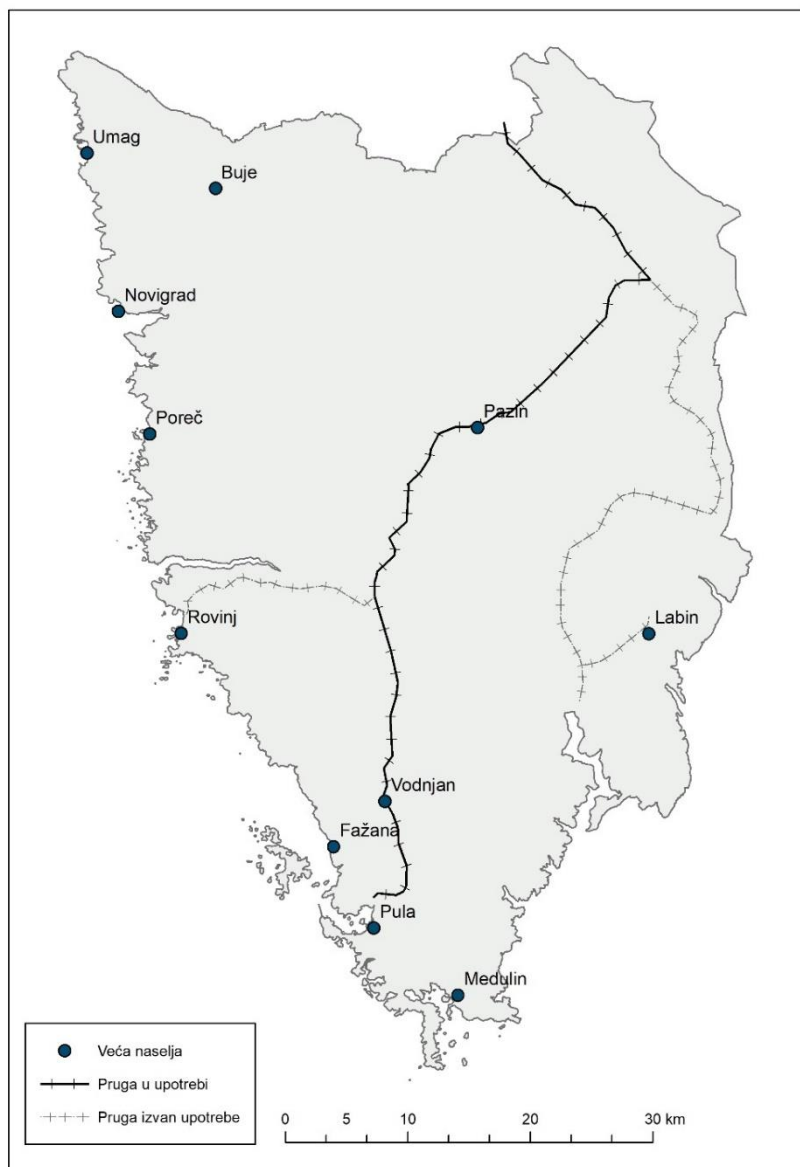 Umag
Buje
Novigrad
Poreč
Pazin
Rovinj
Labin
Vodnjan
Fažana
Pula
Medulin
Veća naselja
Pruga u upotrebi
Pruga izvan upotrebe
0 5 10 20 30 km